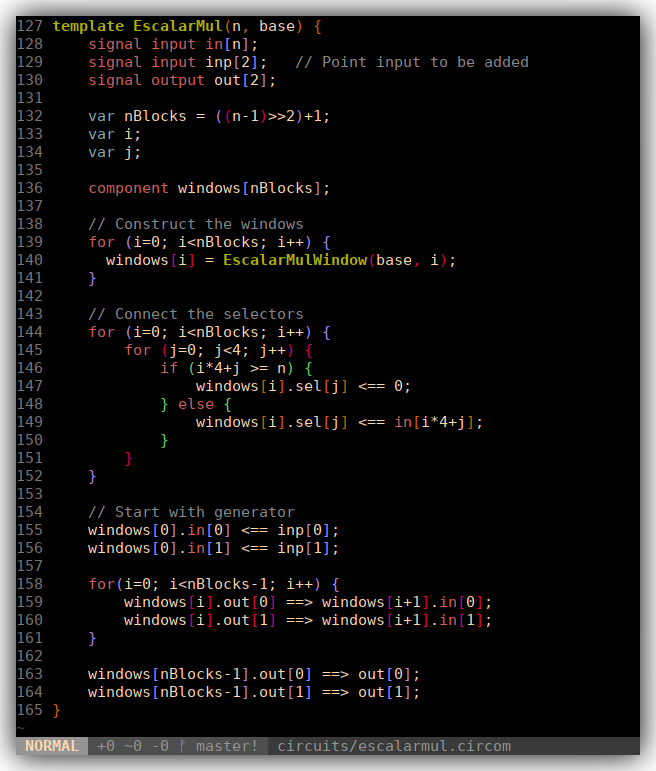 127 template EscalarMul(n, base) {
128     signal input in[n];
129     signal input inp[2];   // Point input to be added
130     signal output out[2];
131
132     var nBlocks = ((n-1)>>2)+1;
133     var i;
134     var j;
135
136     component windows[nBlocks];
137
138     // Construct the windows
139     for (i=0; i<nBlocks; i++) {
140       windows[i] = EscalarMulWindow(base, i);
141     }
142
143     // Connect the selectors
144     for (i=0; i<nBlocks; i++) {
145         for (j=0; j<4; j++) {
146             if (i*4+j >= n) {
147                 windows[i].sel[j] <== 0;
148             } else {
149                 windows[i].sel[j] <== in[i*4+j];
150             }
151         }
152     }
153
154     // Start with generator
155     windows[0].in[0] <== inp[0];
156     windows[0].in[1] <== inp[1];
157
158     for(i=0; i<nBlocks-1; i++) {
159         windows[i].out[0] ==> windows[i+1].in[0];
160         windows[i].out[1] ==> windows[i+1].in[1];
161     }
162
163     windows[nBlocks-1].out[0] ==> out[0];
164     windows[nBlocks-1].out[1] ==> out[1];
165 }
~
NORMAL  +0 ~0 -0 ᚠ master!  circuits/escalarmul.circom